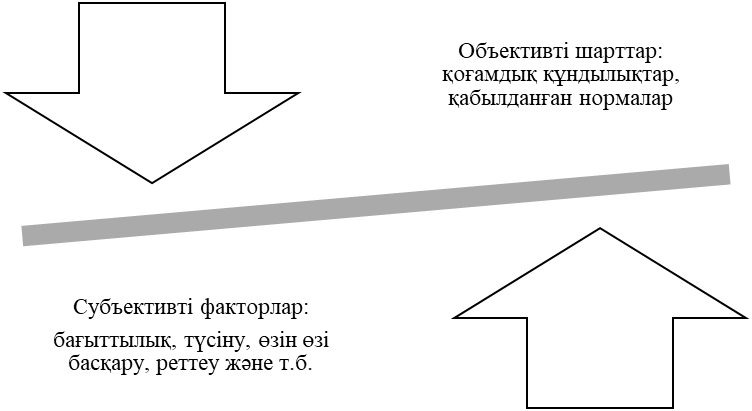 Объективті шарттар:
қоғамдық құндылықтар,
қабылданған нормалар
Субъективті факторлар:
бағыттылық, түсіну, өзін өзі
басқару, реттеу және т.б.